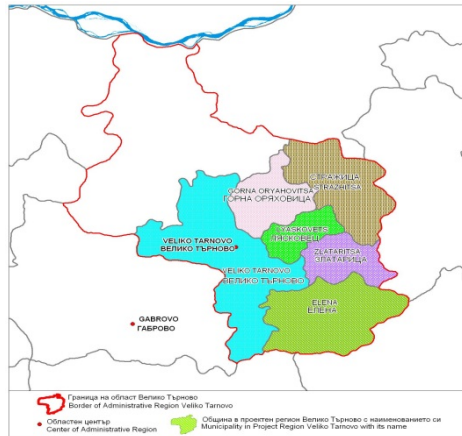 СТРАЖИЦА
STRAZHITSA
GORNA ORYAHOVITSA
ГОРНА ОРЯХОВИЦА
LYASKOVETS
ЛЯСКОВЕЦ
VELIKO TARNOVO
ВЕЛИКО ТЪРНОВО
ZLATARITSA
ЗЛАТАРИЦА
VELIKO TARNOVO
ВЕЛИКО ТЪРНОВО
ELENA
ЕЛЕНА
GABROVO
ГАБРОВО
Граница на област Велико Търново
Border of Administrative Region Veliko Tarnovo
Областен център
Center of Administrative Region
Община в проектен регион Велико Търново с наименованието си
Municipality in Project Region Veliko Tarnovo with its name